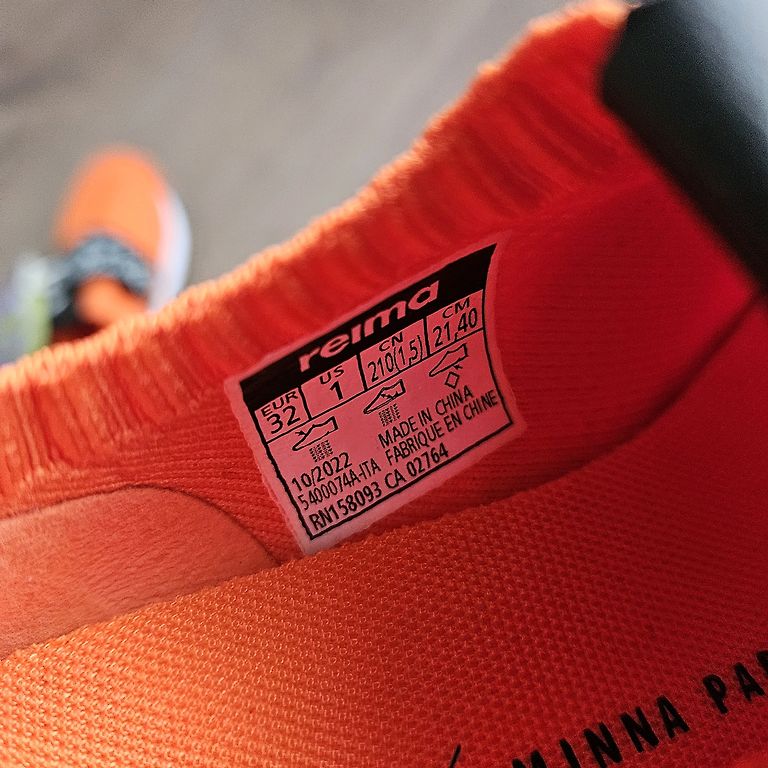 reima
EUR US CN CM
32 1 210(1,5) 21,40
10/2022 MADE IN CHINA
5400074A-ITA FABRIQUE EN CHINE
RN158093 CA 02764
MINNA